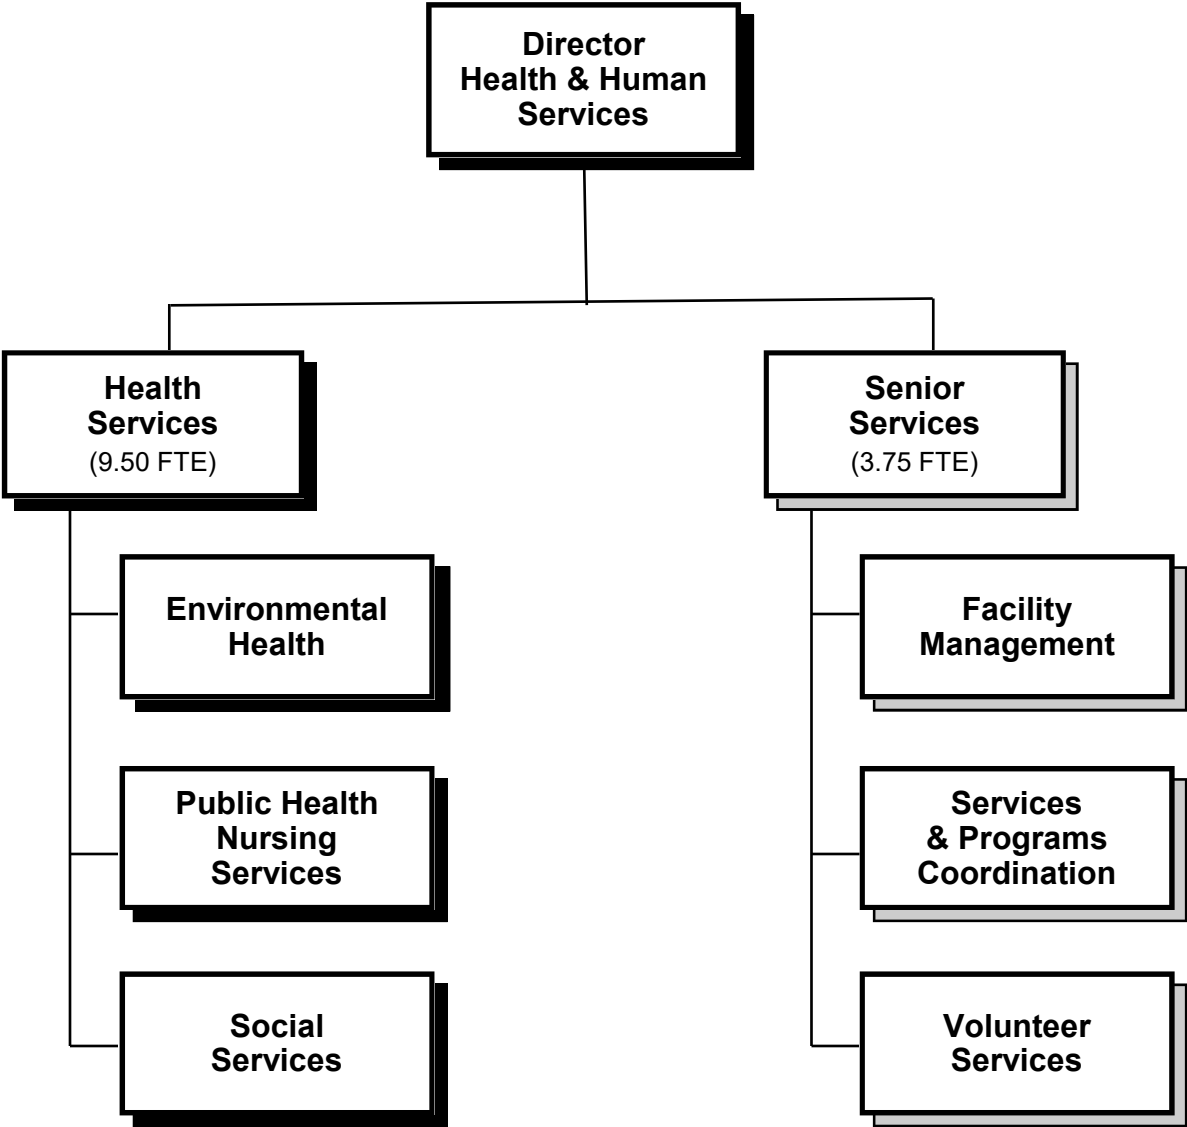 Director
Health & Human
Services
Health
Services
(9.50 FTE)
Senior
Services
(3.75 FTE)
Environmental
Health
Facility
Management
Public Health
Nursing
Services
Services
& Programs
Coordination
Social
Services
Volunteer
Services